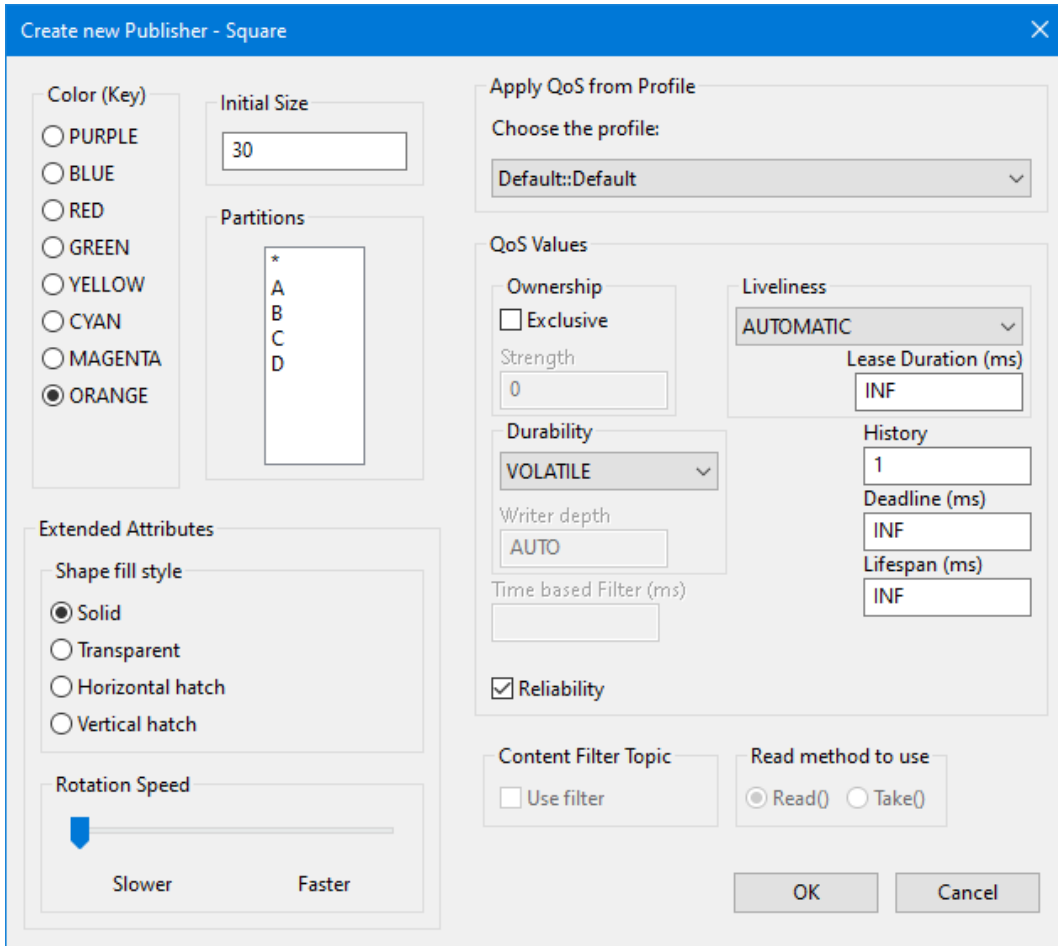 Create new Publisher - Square
Color (Key)
PURPLE
BLUE
RED
GREEN
YELLOW
CYAN
MAGENTA
ORANGE
Initial Size
30
Partitions
*
A
B
C
D
Extended Attributes
Shape fill style
Solid
Transparent
Horizontal hatch
Vertical hatch
Rotation Speed
Slower Faster
Apply QoS from Profile
Choose the profile:
Default::Default
QoS Values
Ownership
Exclusive
Strength
0
Liveliness
AUTOMATIC
Lease Duration (ms)
INF
Durability
VOLATILE
Writer depth
AUTO
Time based Filter (ms)
History
1
Deadline (ms)
INF
Lifespan (ms)
INF
Reliability
Content Filter Topic
Use filter
Read method to use
Read() Take()
OK Cancel